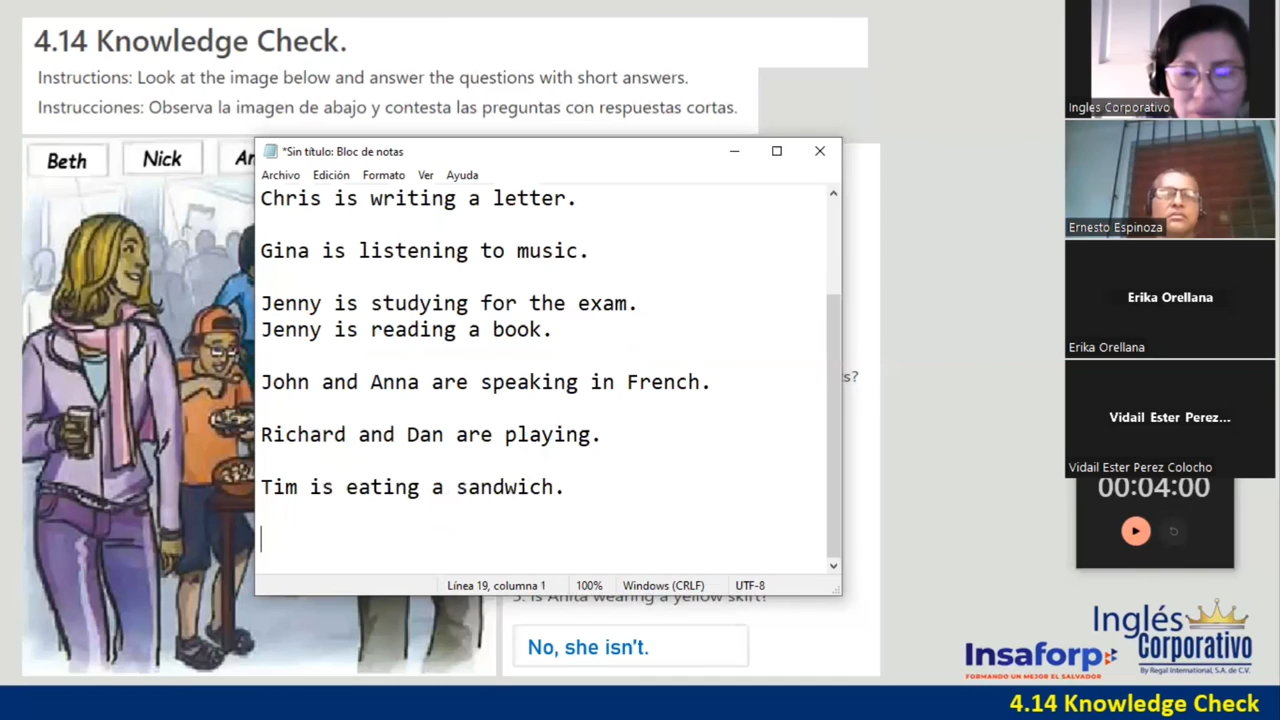 4.14 Knowledge Check.
Instructions: Look at the image below and answer the questions with short answers.
Instrucciones: Observa la imagen de abajo y contesta las preguntas con respuestas cortas.
Beth
Nick
*Sin título: Bloc de notas
Archivo Edición Formato Ver Ayuda
Chris is writing a letter.
Gina is listening to music.
Jenny is studying for the exam.
Jenny is reading a book.
John and Anna are speaking in French.
Richard and Dan are playing.
Tim is eating a sandwich.
Línea 19, columna 1 100% Windows (CRLF) UTF-8
s?
5. Is Anita wearing a yellow skirt?
No, she isn't.
Inglés Corporativo
Ernesto Espinoza
Erika Orellana
Erika Orellana
Vidail Ester Perez...
Vidail Ester Perez Colocho
00:04:00
Inglés
Corporativo
By Regal International, S.A. de C.V.
Insaforp
FORMANDO UN MEJOR EL SALVADOR
4.14 Knowledge Check